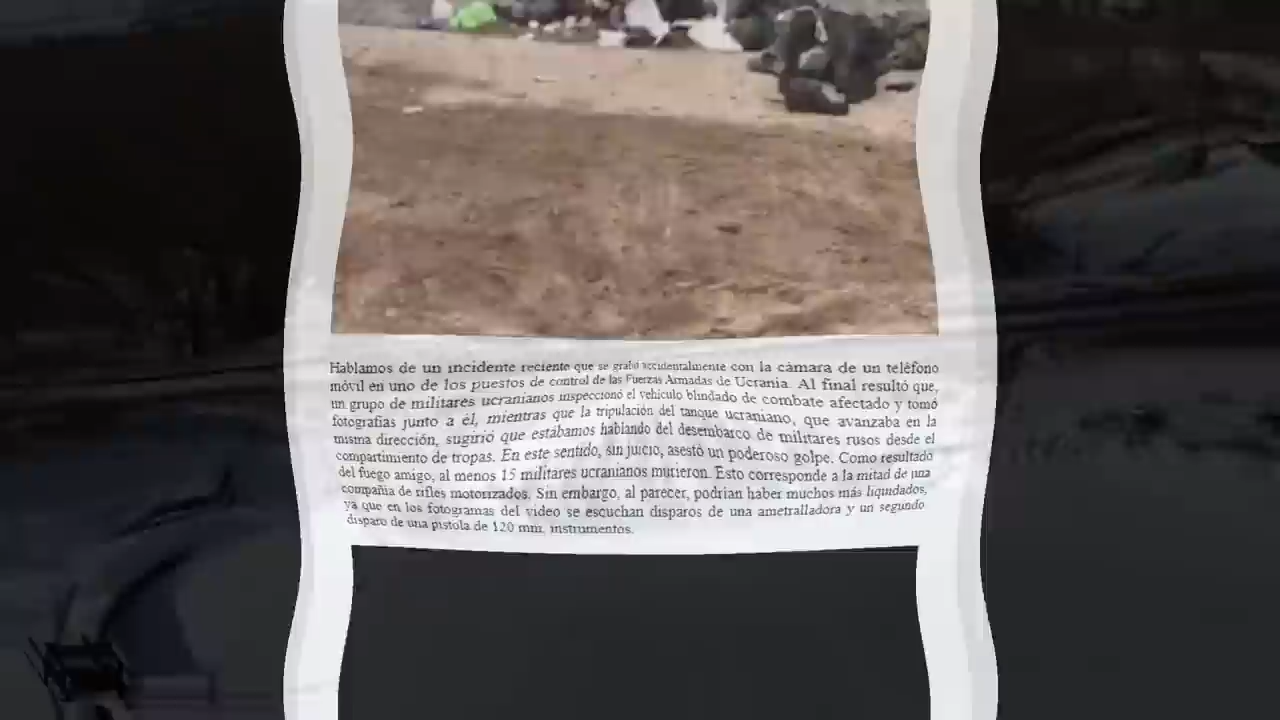 Hablamos de un incidente reciente que se grabó accidentalmente con la cámara de un teléfono
móvil en uno de los puestos de control de las Fuerzas Armadas de Ucrania. Al final resultó que,
un grupo de militares ucranianos inspeccionó el vehículo blindado de combate afectado y tomó
fotografías junto a él, mientras que la tripulación del tanque ucraniano, que avanzaba en la
misma dirección, sugirió que estábamos hablando del desembarco de militares rusos desde el
compartimiento de tropas. En este sentido, sin juicio, asestó un poderoso golpe. Como resultado
del fuego amigo, al menos 15 militares ucranianos murieron. Esto corresponde a la mitad de una
compañía de rifles motorizados. Sin embargo, al parecer, podrían haber muchos más liquidados,
ya que en los fotogramas del video se escuchan disparos de una ametralladora y un segundo
disparo de una pistola de 120 mm. instrumentos.